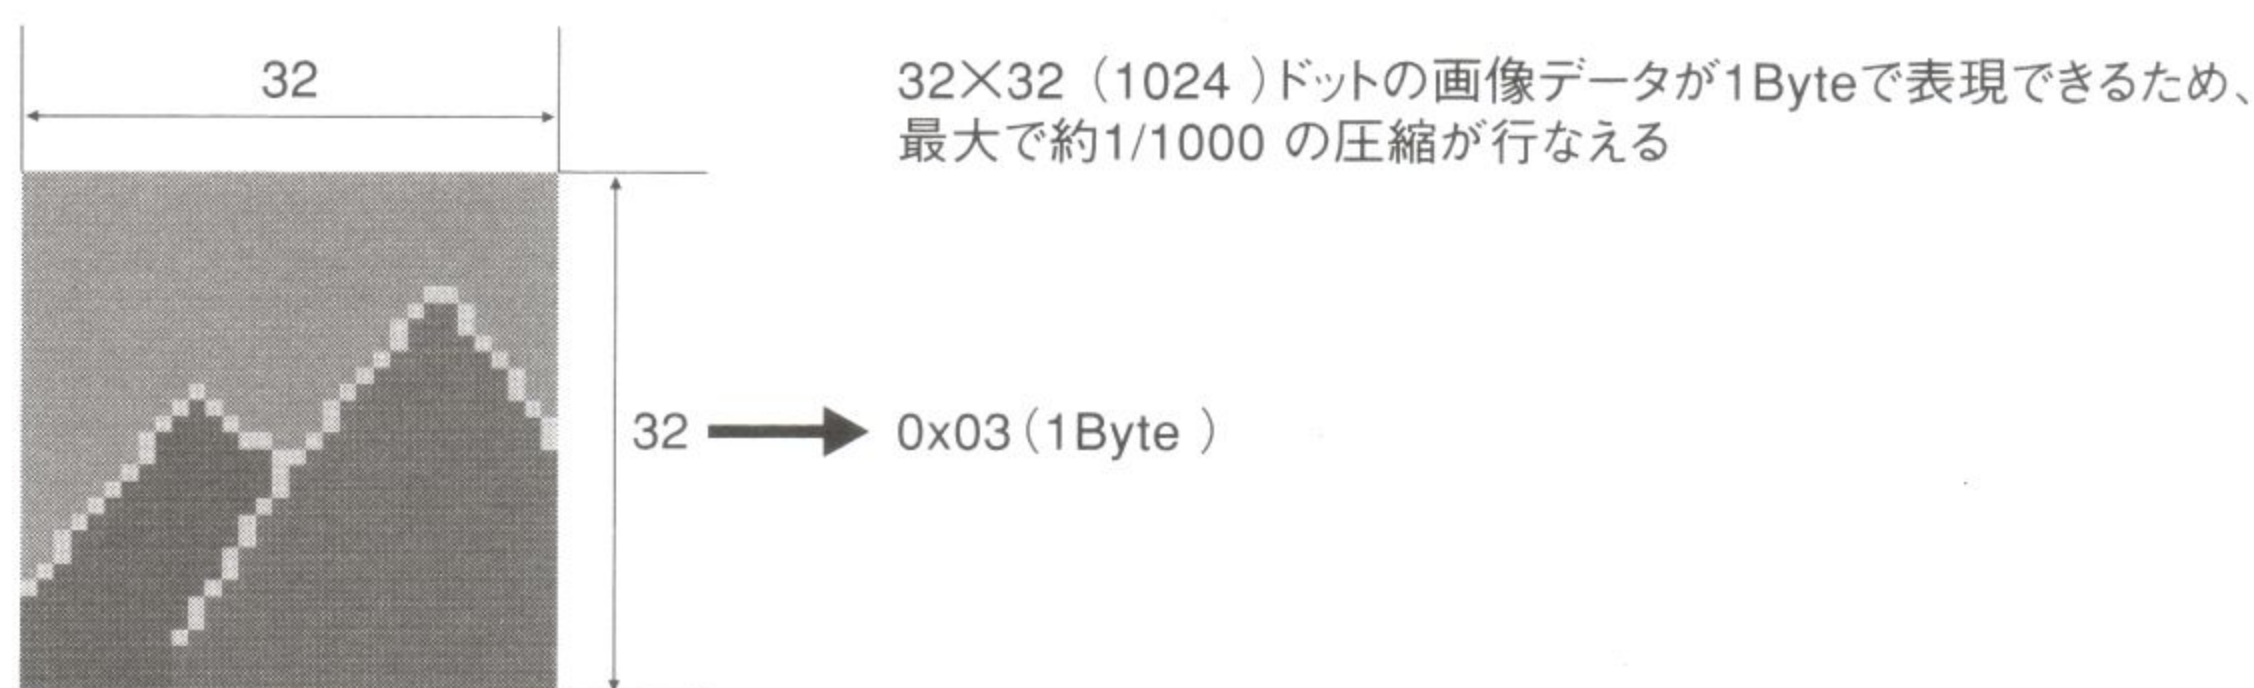 32
32×32（1024 ）ドットの画像データが1Byteで表現できるため、
最大で約1/1000 の圧縮が行なえる
32
0x03（1Byte ）